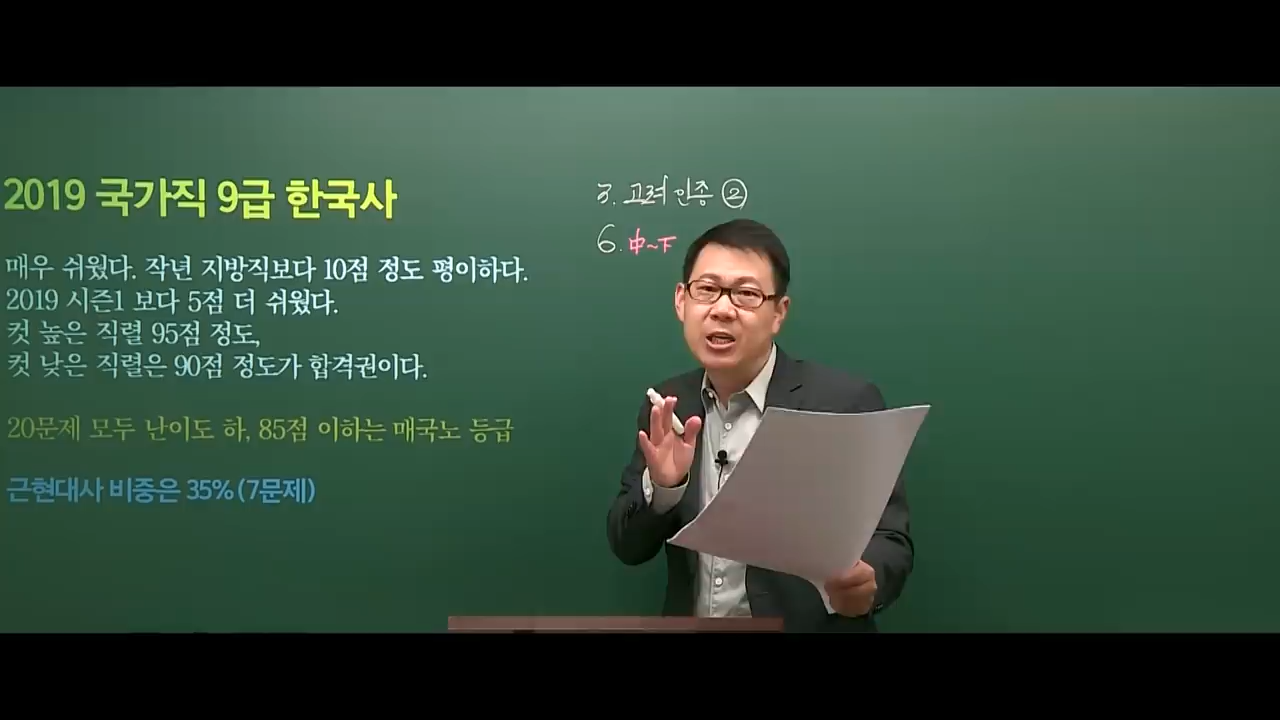 2019 국가직 9급 한국사
매우 쉬웠다. 작년 지방직보다 10점 정도 평이하다.
2019 시즌1 보다 5점 더 쉬웠다.
컷 높은 직렬 95점 정도,
컷 낮은 직렬은 90점 정도가 합격권이다.
20문제 모두 난이도 하, 85점 이하는 매국노 등급
근현대사 비중은 35% (7문제)
고려 인종 ②
6. 中~下